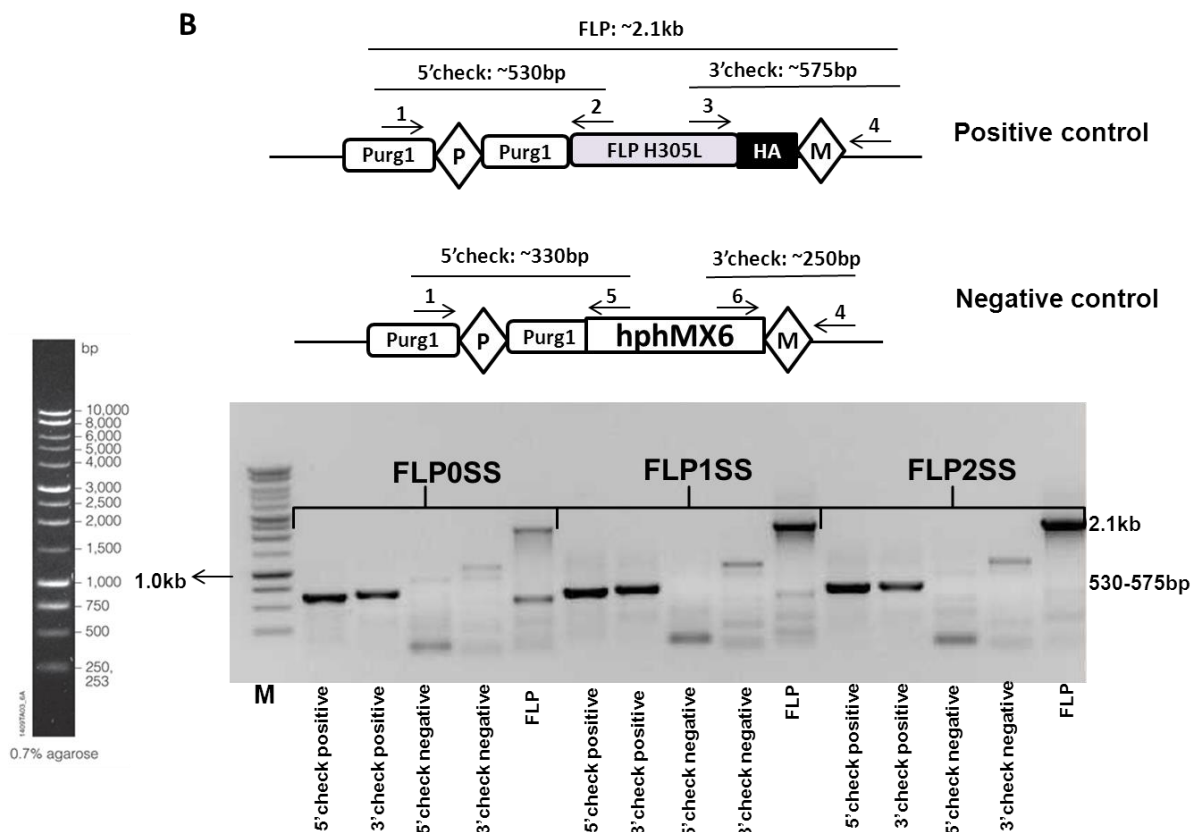 B
FLP: ~2.1kb
5’check: ~530bp
3’check: ~575bp
1
2
3
4
Purg1
P
Purg1
FLP H305L
HA
M
Positive control
5’check: ~330bp
3’check: ~250bp
1
5
6
4
Purg1
P
Purg1
hphMX6
M
Negative control
bp
10,000
8,000
6,000
5,000
4,000
3,000
2,500
2,000
1,500
1,000
750
500
250,
253
1409TA03_6A
0.7% agarose
1.0kb
FLP0SS
FLP1SS
FLP2SS
2.1kb
530-575bp
M
5’check positive
3’check positive
5’check negative
3’check negative
FLP
5’check positive
3’check positive
5’check negative
3’check negative
FLP
5’check positive
3’check positive
5’check negative
3’check negative
FLP